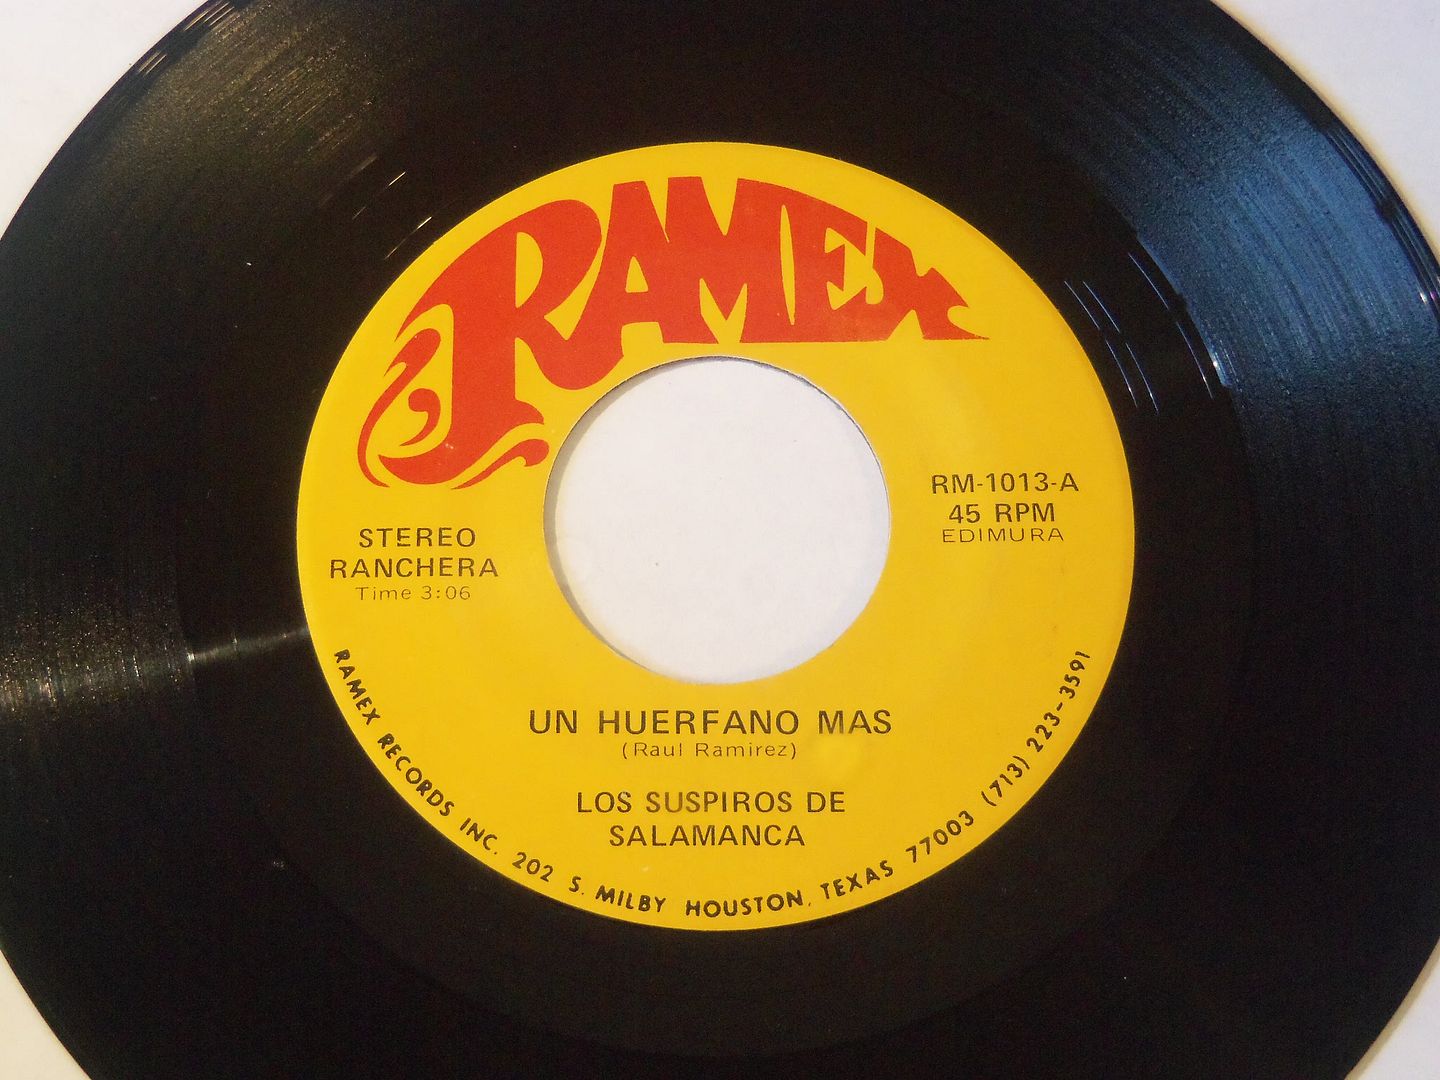 RAMEX
STEREO
RANCHERA
Time 3:06
RM-1013-A
45 RPM
EDIMURA
UN HUERFANO MAS
(Raul Ramirez)
LOS SUSPIROS DE
SALAMANCA
RAMEX RECORDS INC. 202 S. MILBY HOUSTON, TEXAS 77003 (713) 223-3591